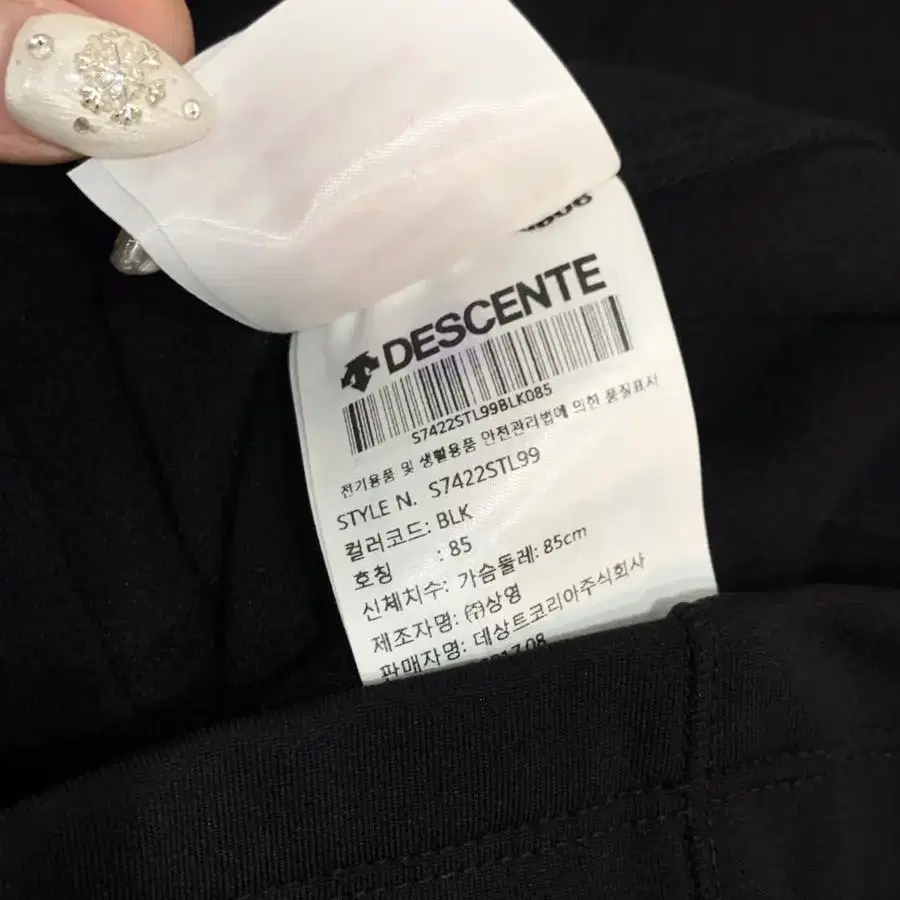 DESCENTE
S7422STL99BLK085
전기용품 및 생활용품 안전관리법에 의한 품질표시
STYLE N. S7422STL99
컬러코드: BLK
호칭 : 85
신체치수: 가슴둘레: 85cm
제조자명: (주)상영
판매자명: 데상트코리아주식회사